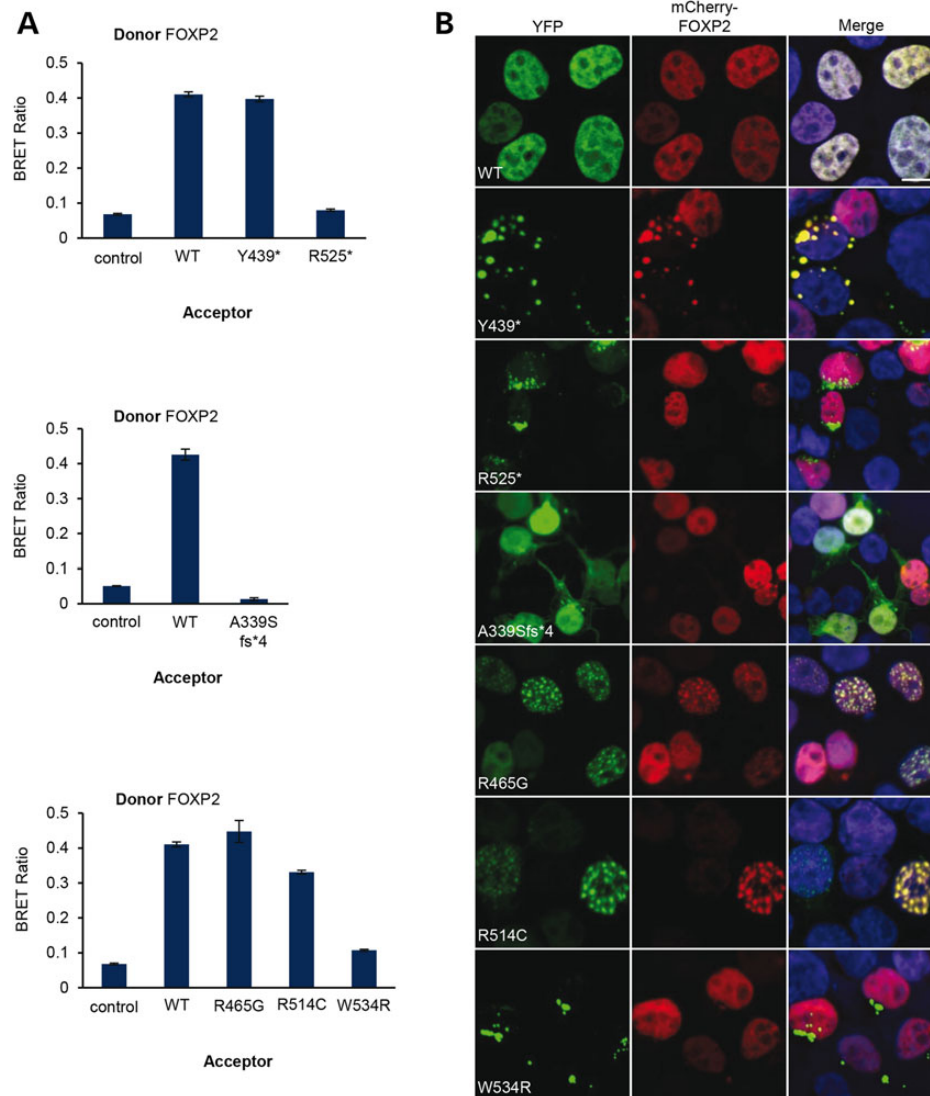 A
Donor FOXP2
BRET Ratio
0.5
0.4
0.3
0.2
0.1
0
control WT Y439* R525*
Acceptor
Donor FOXP2
BRET Ratio
0.5
0.4
0.3
0.2
0.1
0
control WT A339S
fs*4
Acceptor
Donor FOXP2
BRET Ratio
0.5
0.4
0.3
0.2
0.1
0
control WT R465G R514C W534R
Acceptor
B
YFP mCherry-
FOXP2 Merge
WT
Y439*
R525*
A339Sfs*4
R465G
R514C
W534R